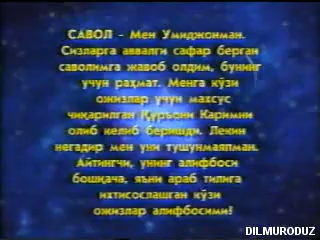 САВОЛ - Мен Умиджонман.
Сизларга аввалги сафар берган
саволимга жавоб олдим, бунинг
учун раҳмат. Менга кўзи
ожизлар учун махсус
чиқарилган Қуръони Каримни
олиб келиб беришди. Лекин
негадир мен уни тушунмаяпман.
Айтингчи, унинг алифбоси
бошқача, яъни араб тилига
ихтисослашган кўзи
ожизлар алифбосими!
DILMURODUZ